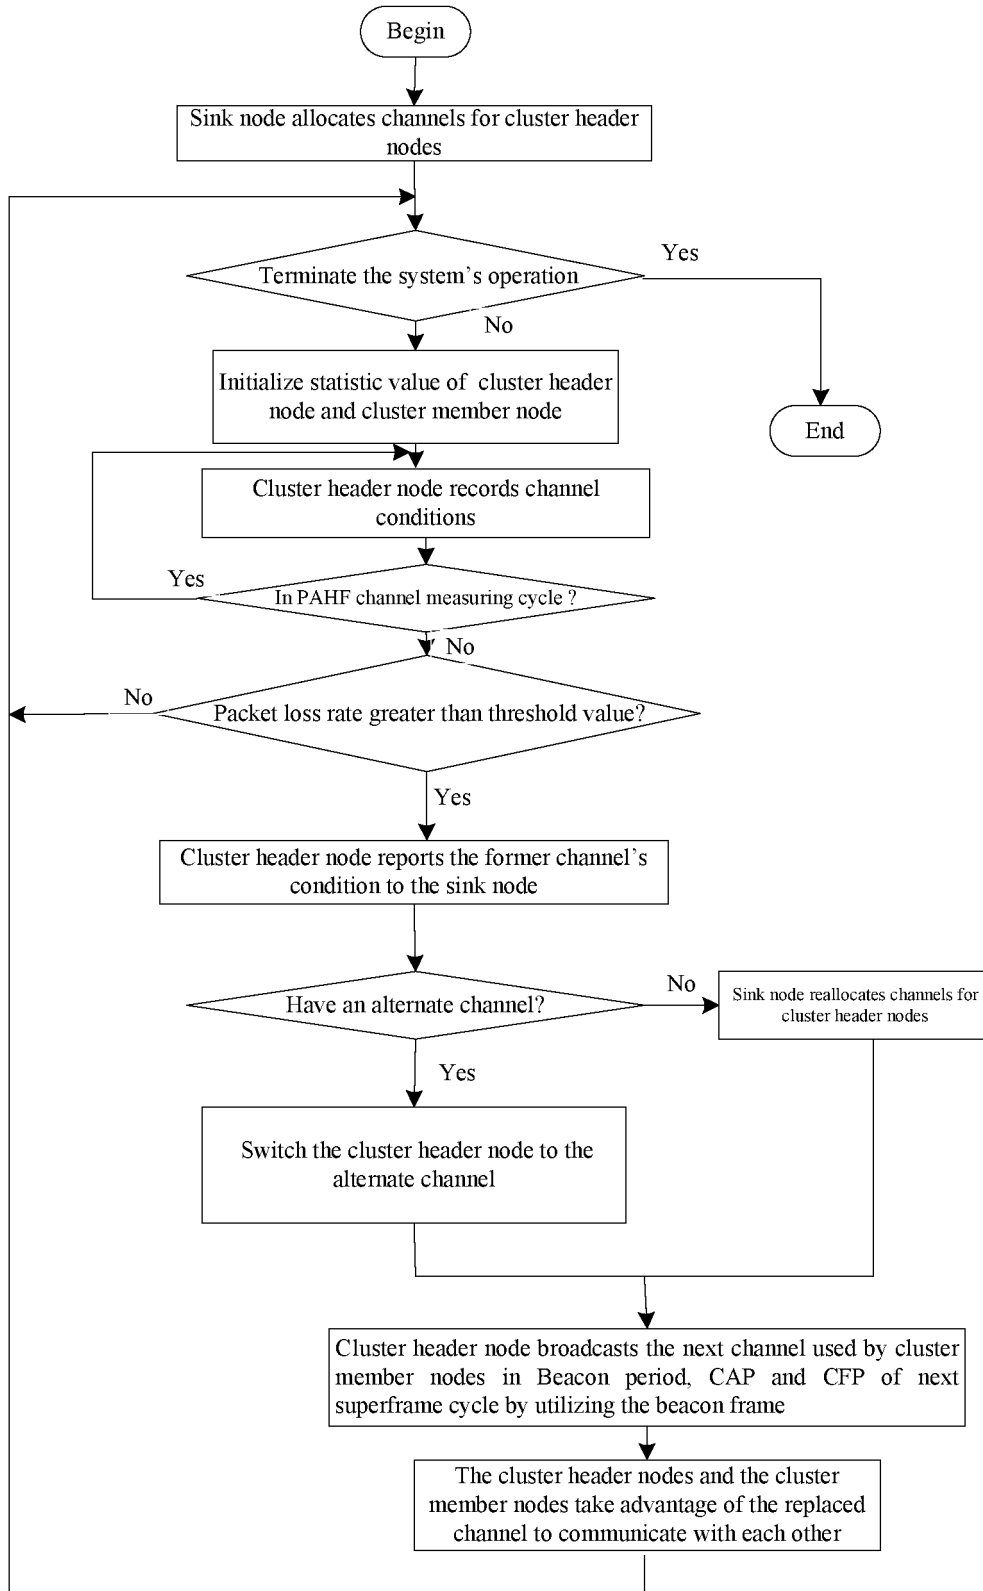 Begin
Sink node allocates channels for cluster header
nodes
Yes
Terminate the system's operation
No
Initialize statistic value of cluster header
node and cluster member node
End
Cluster header node records channel
conditions
Yes
In PAHF channel measuring cycle ?
No
No
Packet loss rate greater than threshold value?
Yes
Cluster header node reports the former channel's
condition to the sink node
Have an alternate channel?
No
Sink node reallocates channels for
cluster header nodes
Yes
Switch the cluster header node to the
alternate channel
Cluster header node broadcasts the next channel used by cluster
member nodes in Beacon period, CAP and CFP of next
superframe cycle by utilizing the beacon frame
The cluster header nodes and the cluster
member nodes take advantage of the replaced
channel to communicate with each other